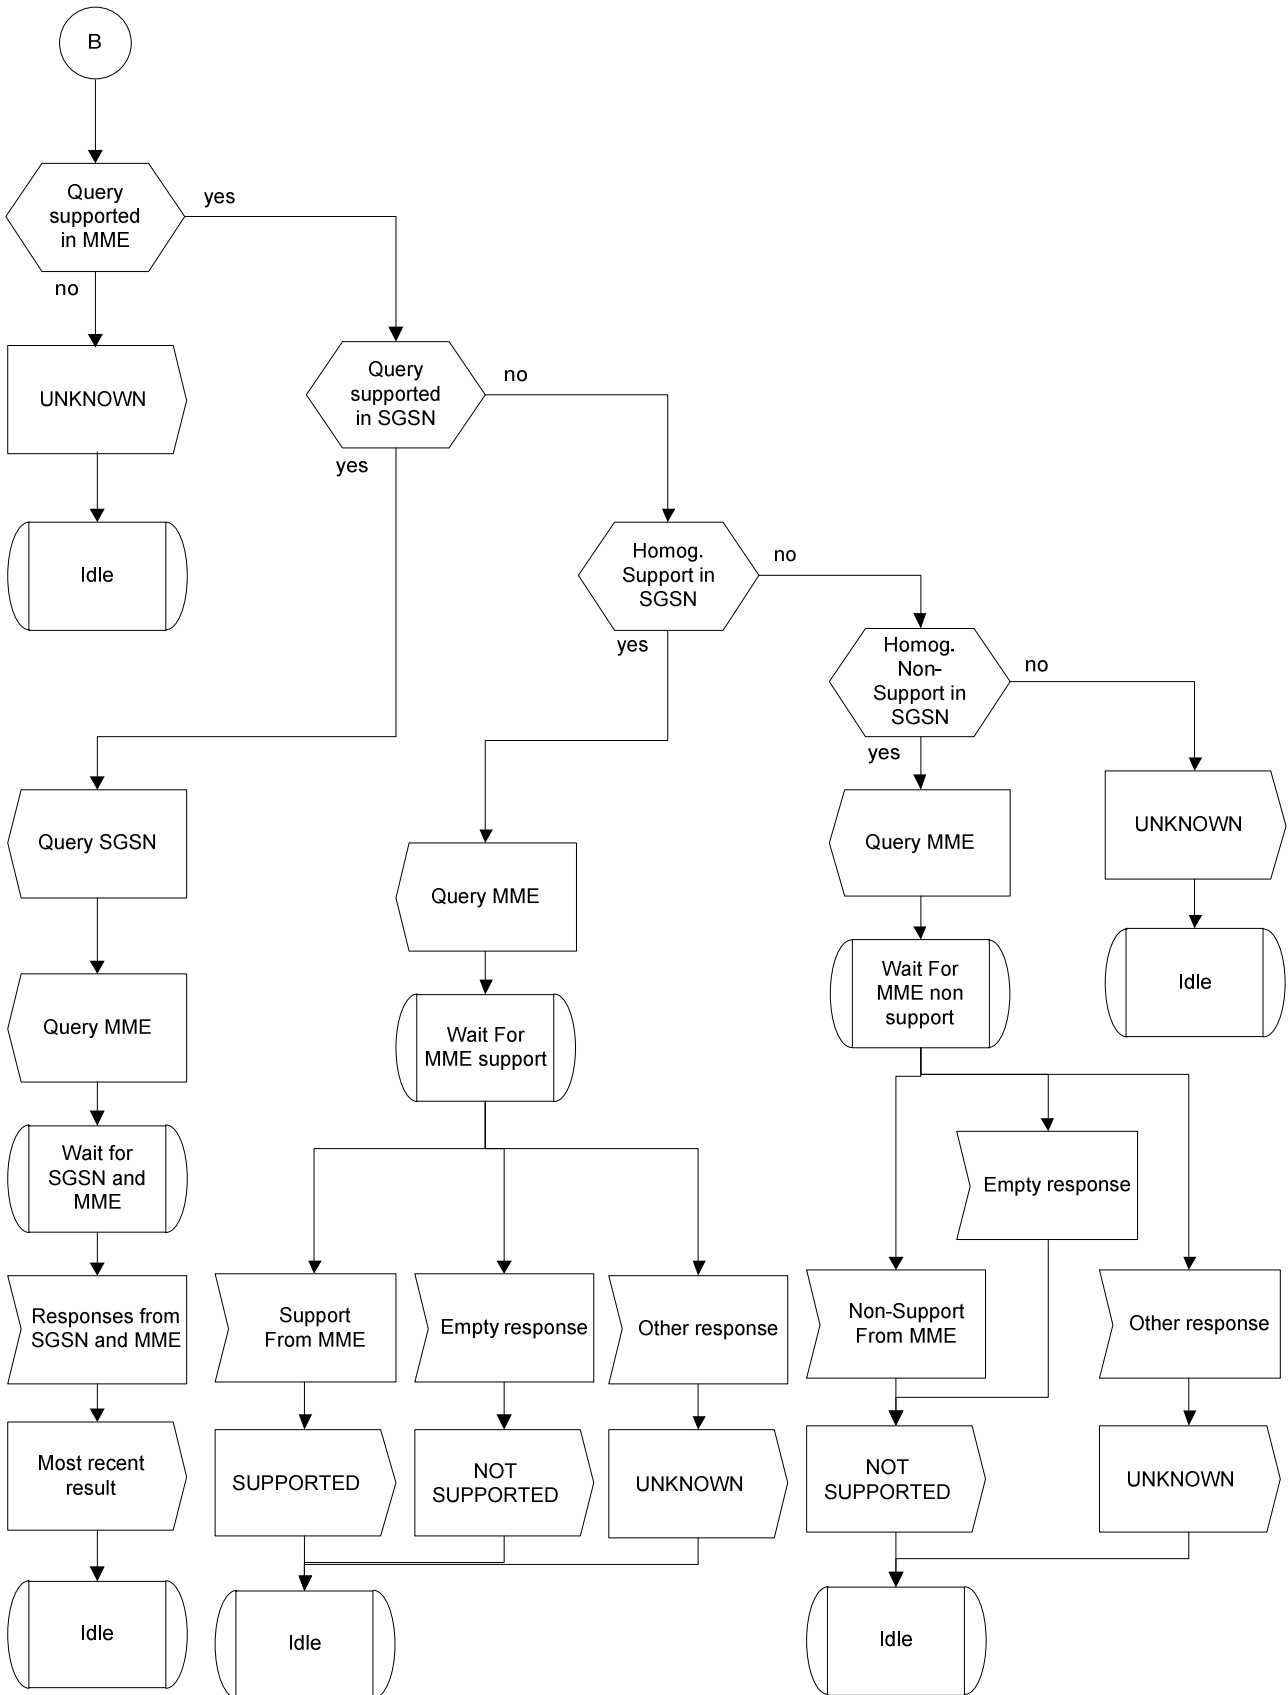 B
Query
supported
in MME
yes
no
UNKNOWN
Idle
Query
supported
in SGSN
no
yes
Homog.
Support in
SGSN
no
yes
Homog.
Non-
Support in
SGSN
no
yes
UNKNOWN
Idle
Query SGSN
Query MME
Wait for
SGSN and
MME
Responses from
SGSN and MME
Most recent
result
Idle
Query MME
Wait For
MME support
Support
From MME
Empty response
Other response
SUPPORTED
NOT
SUPPORTED
UNKNOWN
Idle
Query MME
Wait For
MME non
support
Empty response
Non-Support
From MME
Other response
NOT
SUPPORTED
UNKNOWN
Idle